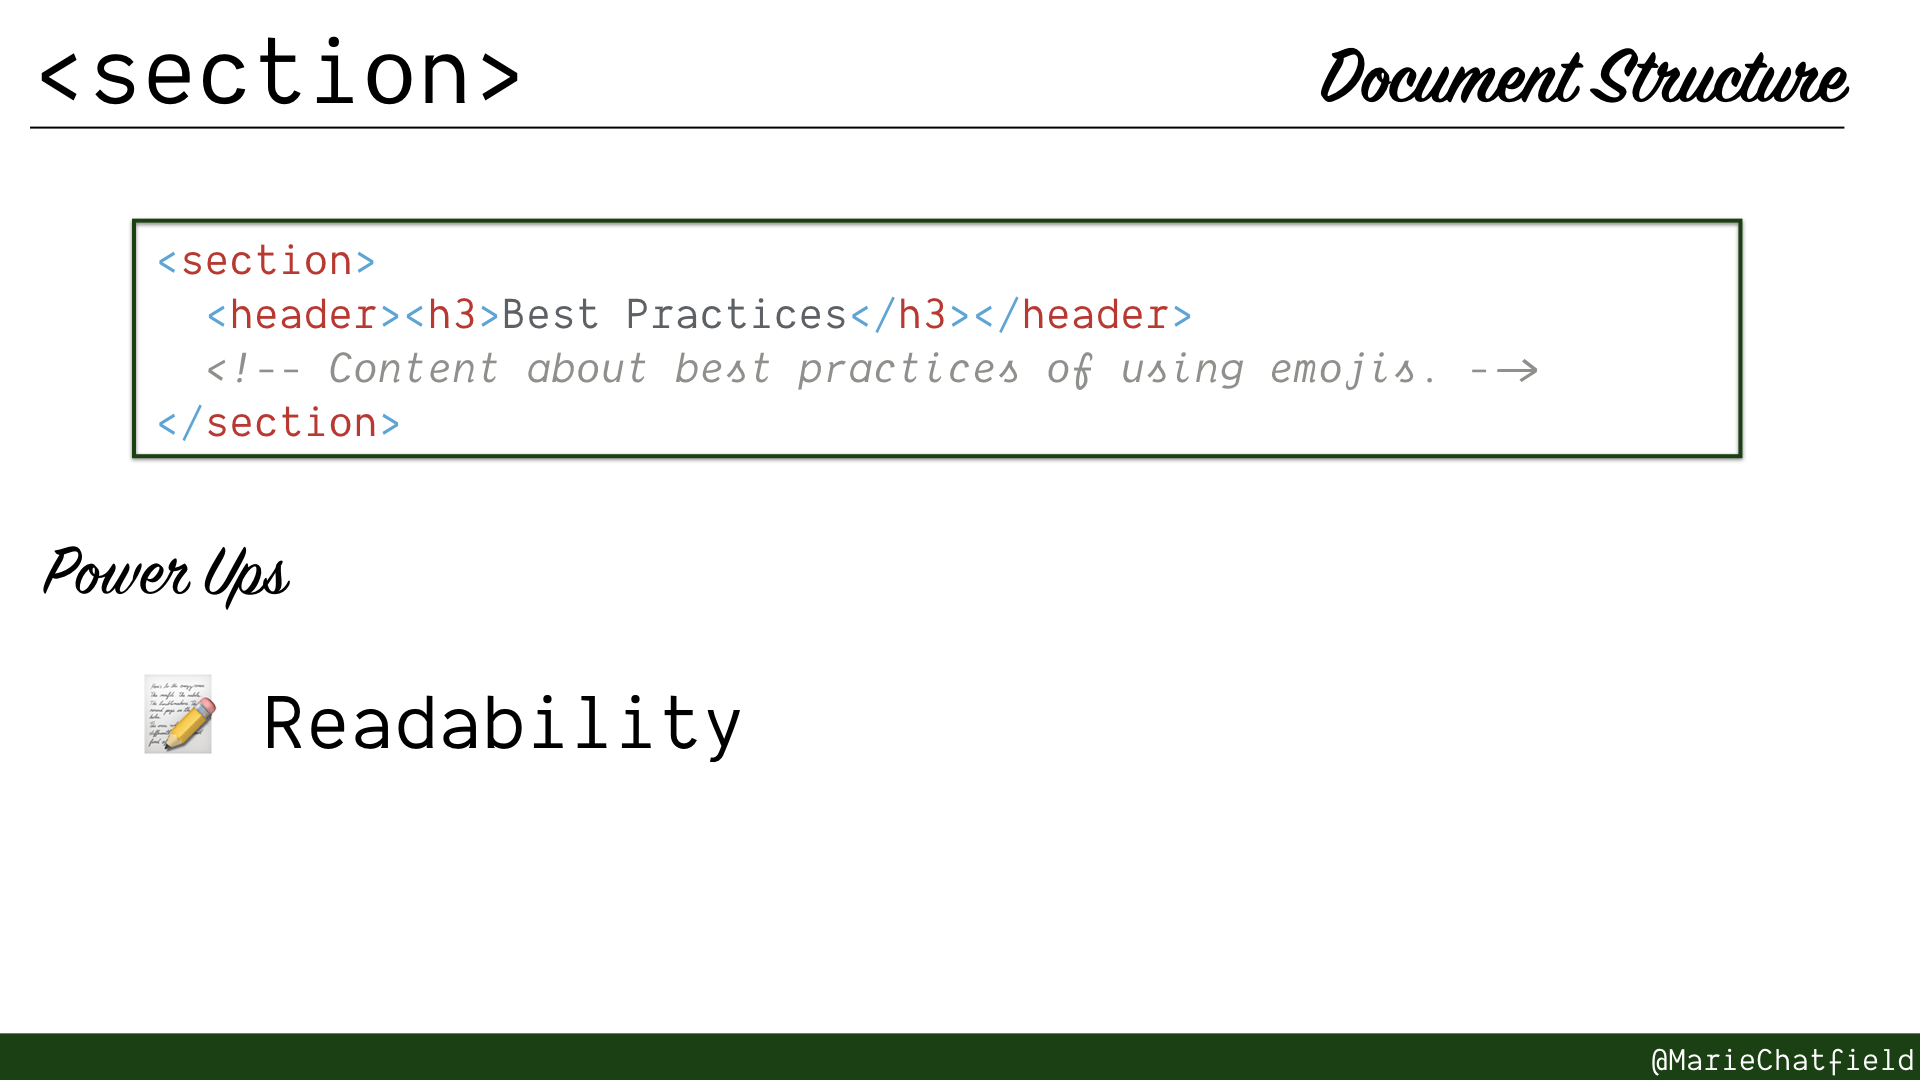 <section>
Document Structure
<section>
<header><h3>Best Practices</h3></header>
<!-- Content about best practices of using emojis. -->
</section>
Power Ups
Readability
@MarieChatfield